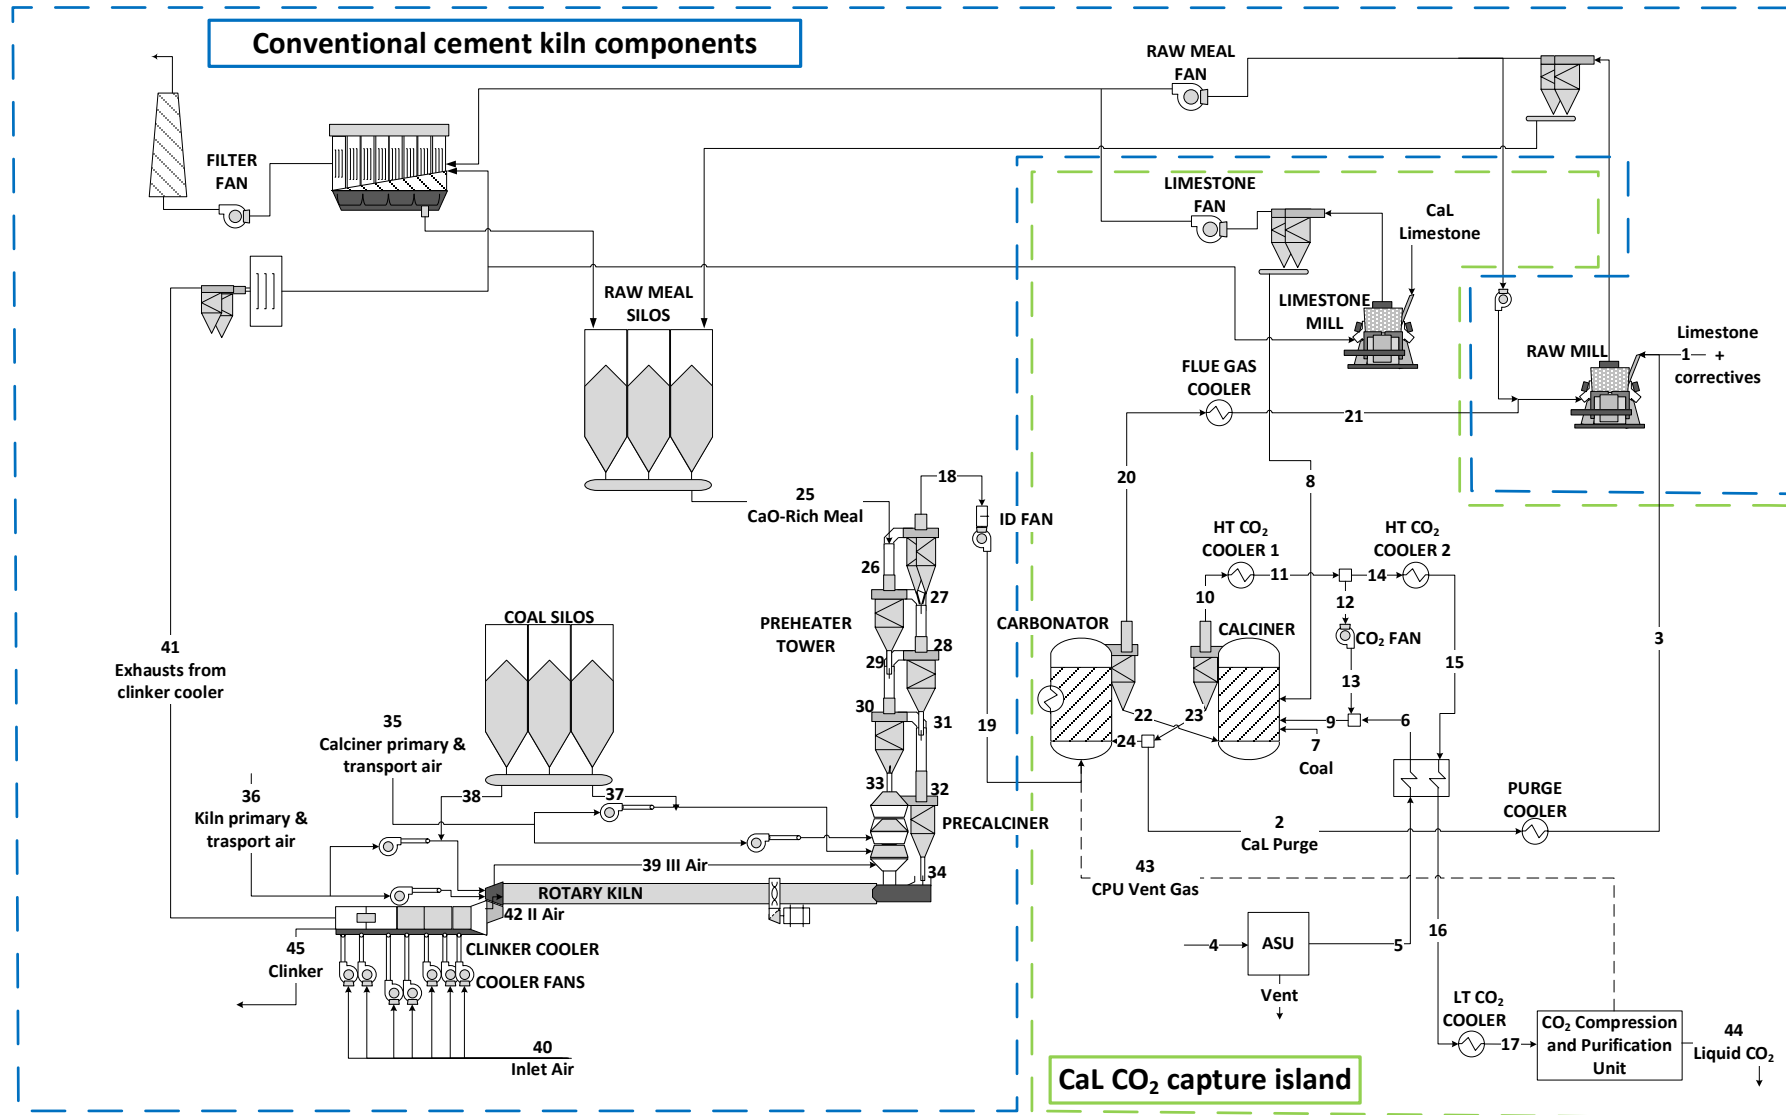 Conventional cement kiln components
RAW MEAL
FAN
FILTER
FAN
LIMESTONE
FAN
CaL
Limestone
RAW MEAL
SILOS
LIMESTONE
MILL
RAW MILL
Limestone
1 +
correctives
FLUE GAS
COOLER
21
20
18
8
25
CaO-Rich Meal
ID FAN
HT CO2
COOLER 1
HT CO2
COOLER 2
26
11
14
27
10
12
COAL SILOS
PREHEATER
TOWER
CARBONATOR
CALCINER
CO2 FAN
3
41
Exhausts from
clinker cooler
28
29
15
13
30
31
22
23
9
6
35
Calciner primary &
transport air
19
24
7
Coal
33
32
38
37
36
Kiln primary &
trasport air
PRECALCINER
PURGE
COOLER
2
CaL Purge
39 III Air
34
43
CPU Vent Gas
ROTARY KILN
42 II Air
16
45
Clinker
CLINKER COOLER
4
ASU
5
COOLER FANS
Vent
LT CO2
COOLER
40
Inlet Air
17
CO2 Compression
and Purification
Unit
44
Liquid CO2
CaL CO2 capture island